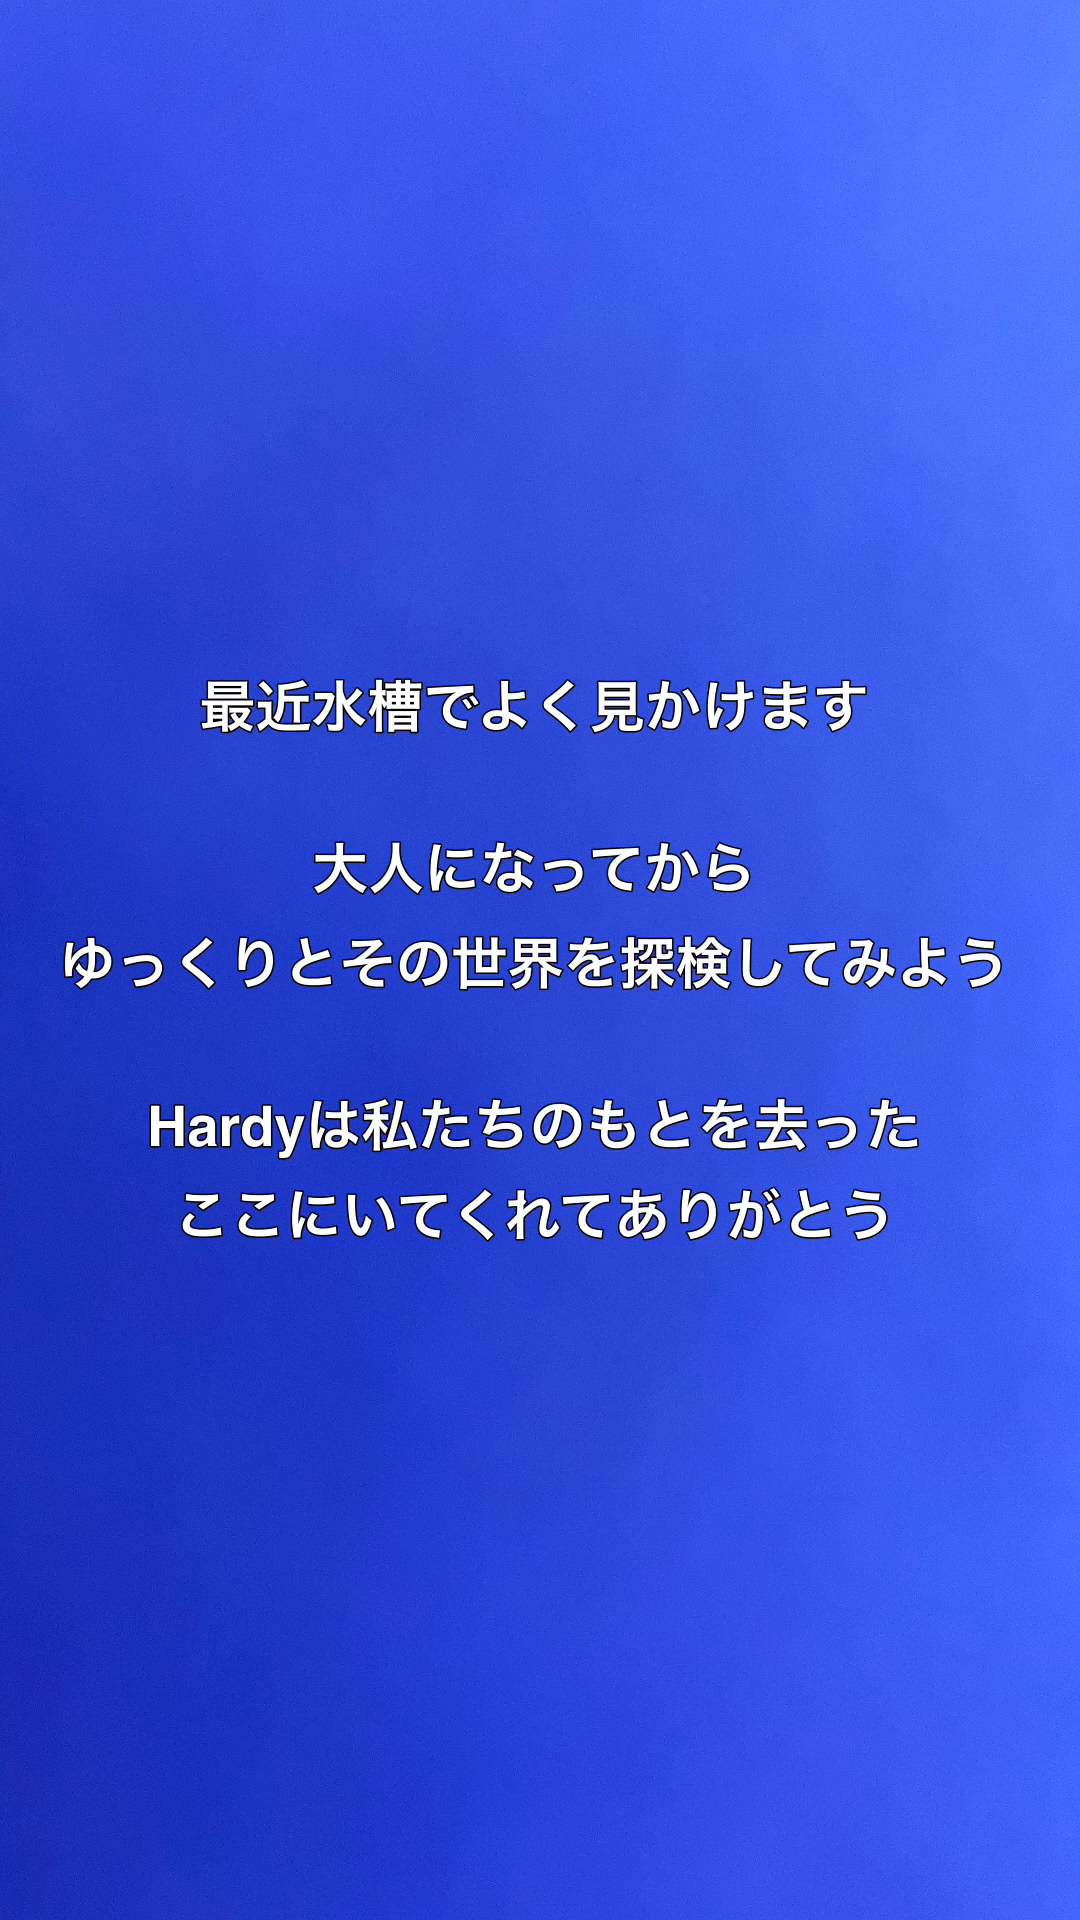 最近水槽でよく見かけます
大人になってから
ゆっくりとその世界を探検してみよう
Hardyは私たちのもとを去った
ここにいてくれてありがとう